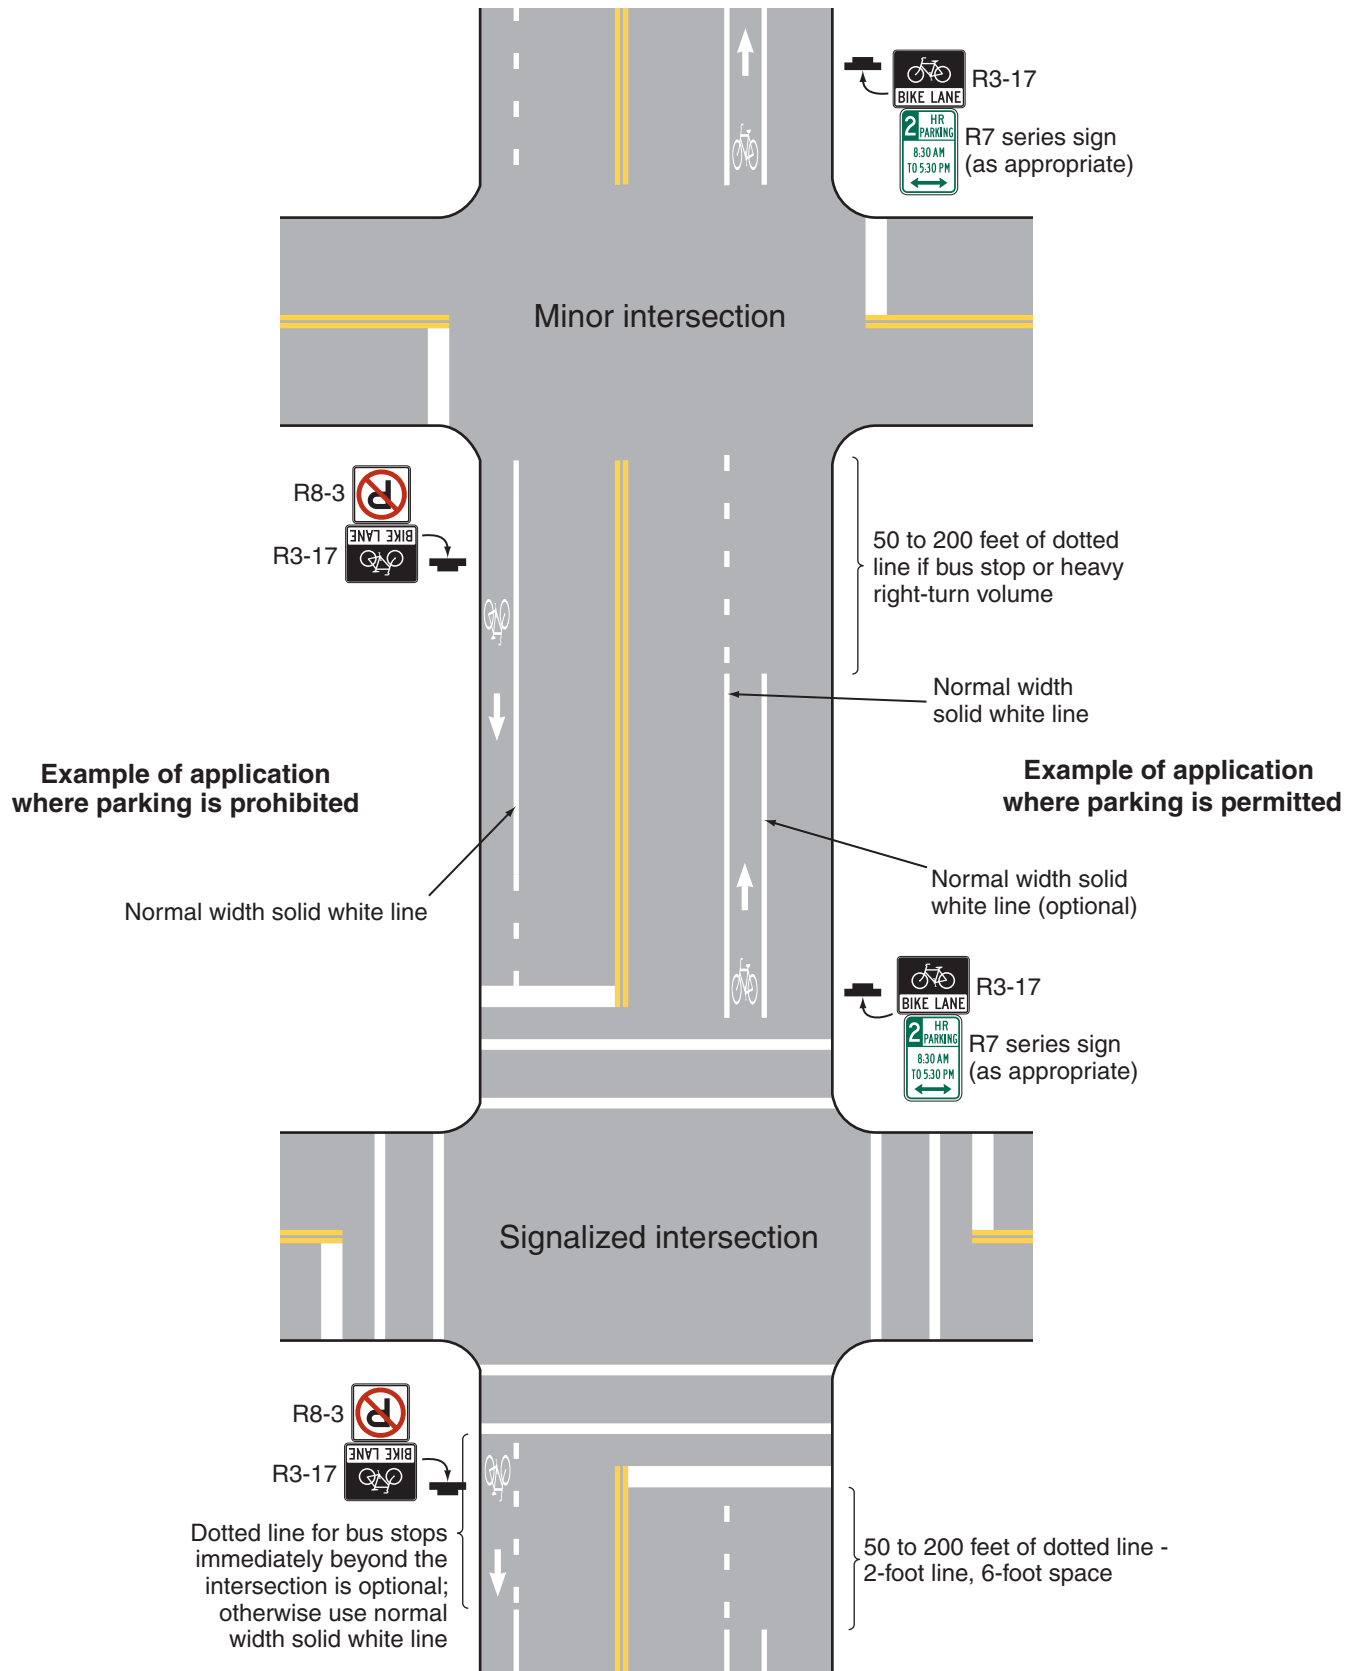 BIKE LANE
R3-17
2 HR
PARKING
8:30 AM
TO 5:30 PM
R7 series sign
(as appropriate)
Minor intersection
R8-3
P
BIKE LANE
R3-17
50 to 200 feet of dotted
line if bus stop or heavy
right-turn volume
Normal width
solid white line
Example of application
where parking is prohibited
Example of application
where parking is permitted
Normal width solid white line
Normal width solid
white line (optional)
BIKE LANE
R3-17
2 HR
PARKING
8:30 AM
TO 5:30 PM
R7 series sign
(as appropriate)
Signalized intersection
R8-3
P
BIKE LANE
R3-17
Dotted line for bus stops
immediately beyond the
intersection is optional;
otherwise use normal
width solid white line
50 to 200 feet of dotted line -
2-foot line, 6-foot space